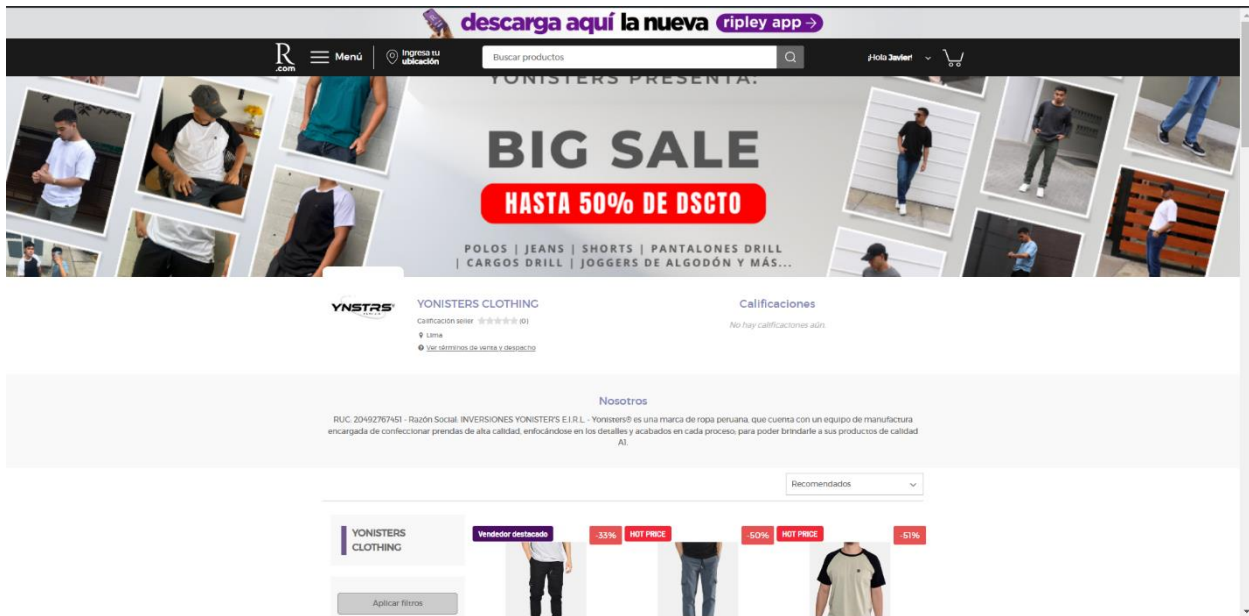 descarga aquí la nueva ripley app →
R
.com
Menú
Ingresa tu
ubicación
Buscar productos
¡Hola Javier!
YONISTERS PRESENTA:
BIG SALE
HASTA 50% DE DSCTO
POLOS | JEANS | SHORTS | PANTALONES DRILL
| CARGOS DRILL | JOGGERS DE ALGODÓN Y MÁS...
YNSTRS
YONISTERS CLOTHING
Calificación seller (0)
Lima
Ver términos de venta y despacho
Calificaciones
No hay calificaciones aún.
Nosotros
RUC. 20492767451 - Razón Social. INVERSIONES YONISTER'S E.I.R.L. - Yonisters® es una marca de ropa peruana, que cuenta con un equipo de manufactura
encargada de confeccionar prendas de alta calidad, enfocándose en los detalles y acabados en cada proceso; para poder brindarle a sus productos de calidad
A1.
Recomendados
YONISTERS
CLOTHING
Aplicar filtros
Vendedor destacado
-33%
HOT PRICE
-50%
HOT PRICE
-51%